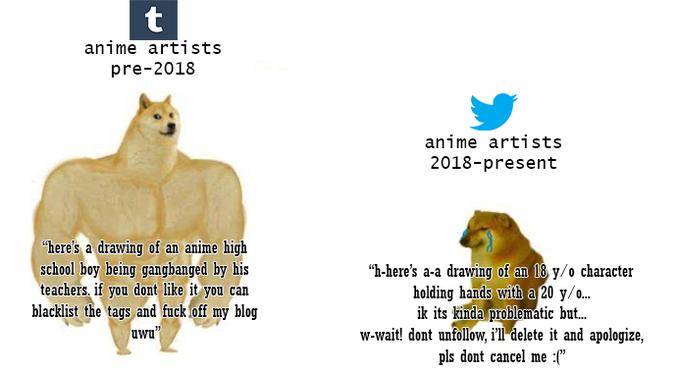 t
anime artists
pre-2018
"here's a drawing of an anime high
school boy being gangbanged by his
teachers. if you dont like it you can
blacklist the tags and fuck off my blog
uwu"
anime artists
2018-present
"h-here's a-a drawing of an 18 y/o character
holding hands with a 20 y/o...
ik its kinda problematic but...
w-wait! dont unfollow, i'll delete it and apologize,
pls dont cancel me :("